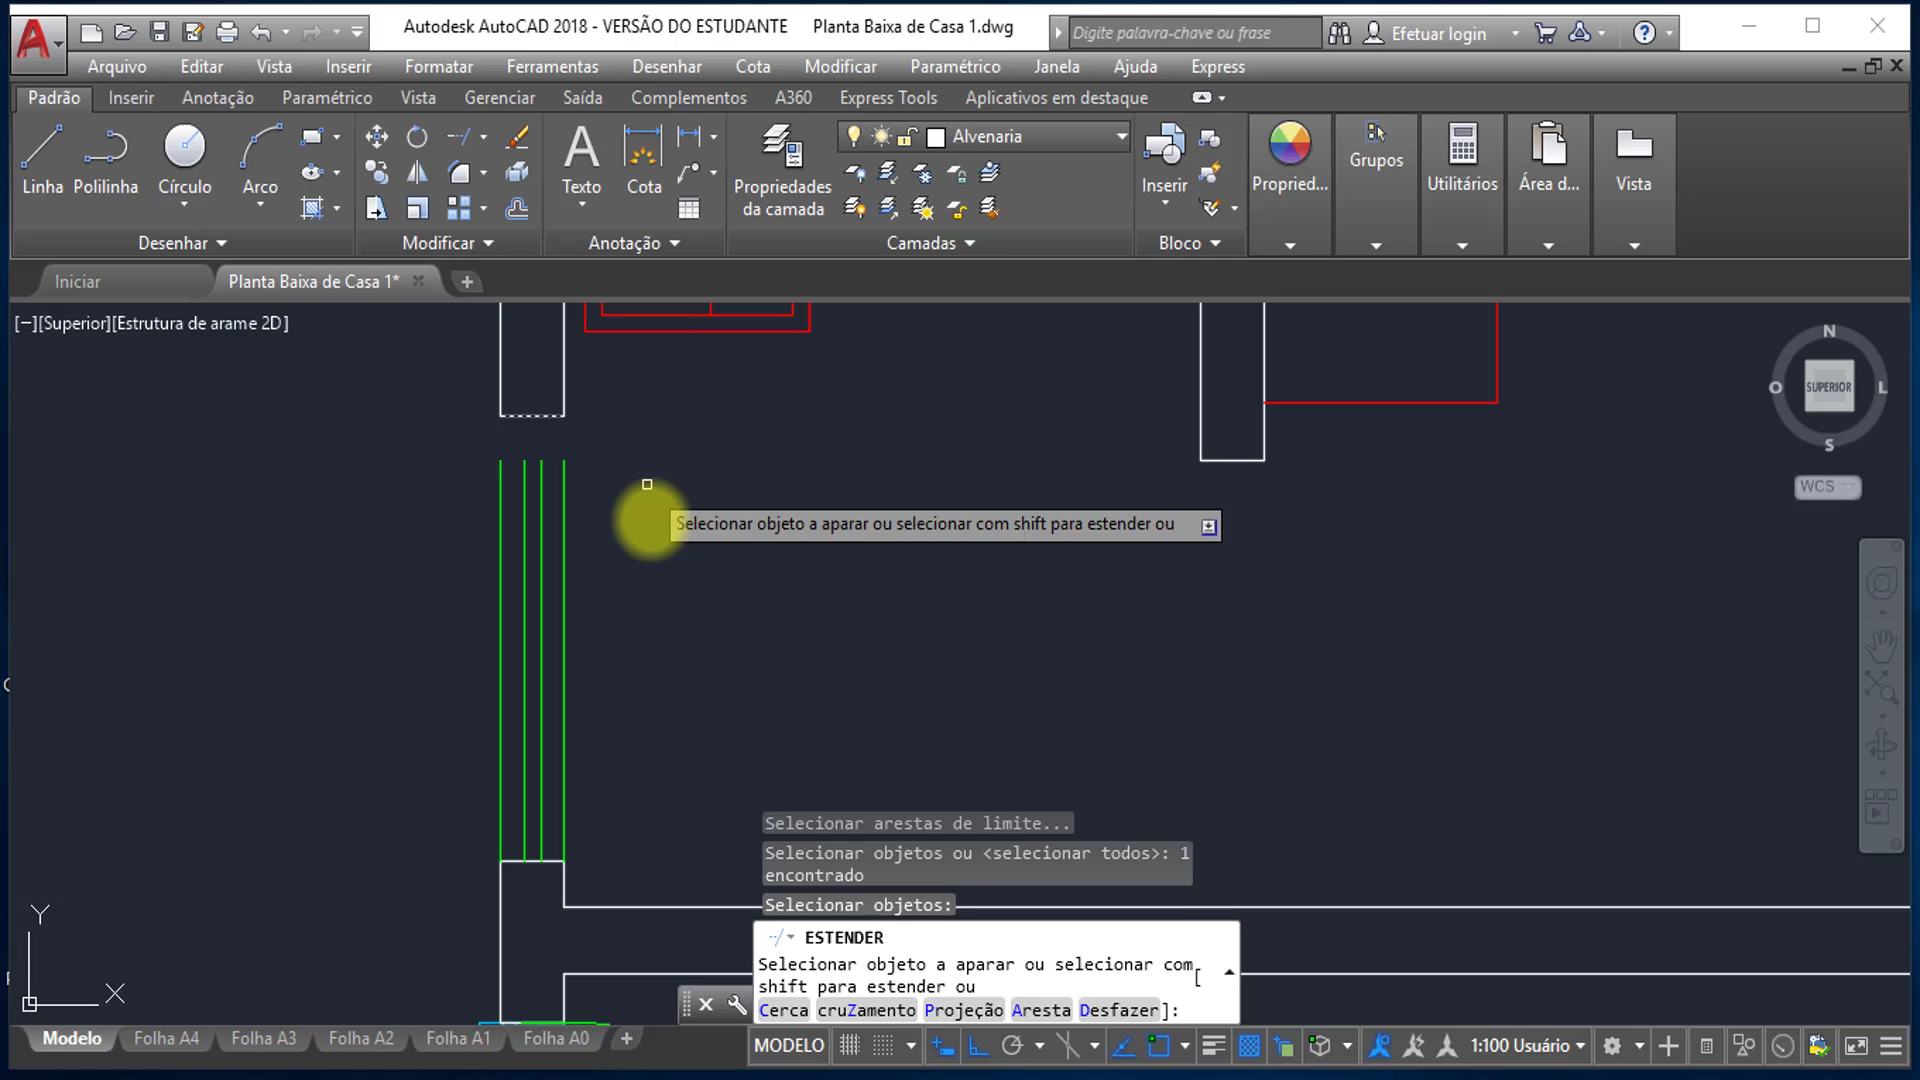 Autodesk AutoCAD 2018 - VERSÃO DO ESTUDANTE Planta Baixa de Casa 1.dwg
Digite palavra-chave ou frase
Efetuar login
Arquivo Editar Vista Inserir Formatar Ferramentas Desenhar Cota Modificar Paramétrico Janela Ajuda Express
Padrão Inserir Anotação Paramétrico Vista Gerenciar Saída Complementos A360 Express Tools Aplicativos em destaque
Alvenaria
Linha Polilinha Círculo Arco
Texto Cota
Propriedades
da camada
Inserir
Propried...
Grupos
Utilitários
Área d...
Vista
Desenhar Modificar Anotação Camadas Bloco
Iniciar Planta Baixa de Casa 1*
[−][Superior][Estrutura de arame 2D]
N
O SUPERIOR L
S
WCS
Selecionar objeto a aparar ou selecionar com shift para estender ou
Selecionar arestas de limite...
Selecionar objetos ou <selecionar todos>: 1
encontrado
Selecionar objetos:
ESTENDER
Selecionar objeto a aparar ou selecionar com
shift para estender ou [
Cerca cruZamento Projeção Aresta Desfazer]:
Y
X
Modelo Folha A4 Folha A3 Folha A2 Folha A1 Folha A0
MODELO
1:100 Usuário